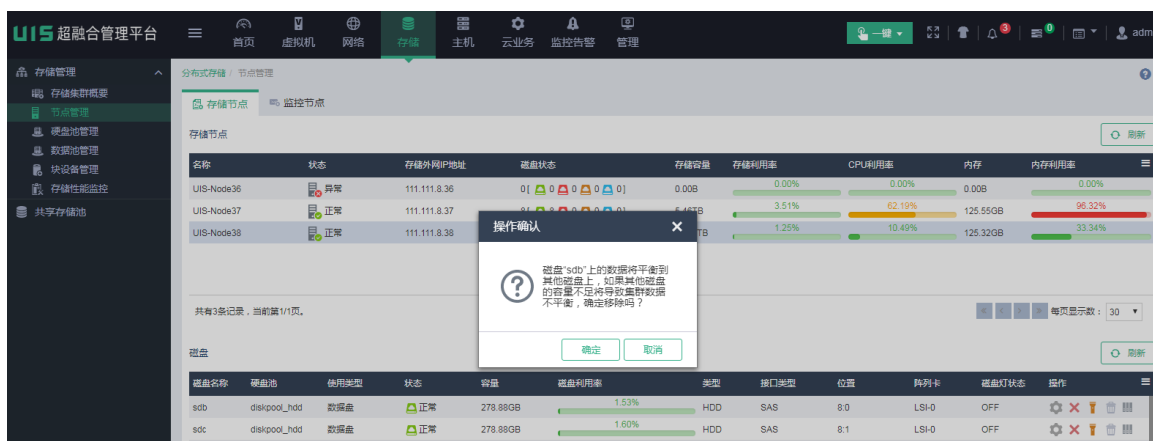 UIS 超融合管理平台
首页 虚拟机 网络 存储 主机 云业务 监控告警 管理
一键 3 0 adm
存储管理
存储集群概要
节点管理
硬盘池管理
数据池管理
块设备管理
存储性能监控
共享存储池
分布式存储 / 节点管理
存储节点 监控节点
存储节点 刷新
名称 状态 存储外网IP地址 磁盘状态 存储容量 存储利用率 CPU利用率 内存 内存利用率
UIS-Node36 异常 111.111.8.36 0[ 0 0 0 0] 0.00B 0.00% 0.00% 0.00B 0.00%
UIS-Node37 正常 111.111.8.37 3.51% 62.19% 125.55GB 96.32%
UIS-Node38 正常 111.111.8.38 TB 1.25% 10.49% 125.32GB 33.34%
操作确认
磁盘“sdb”上的数据将平衡到
其他磁盘上，如果其他磁盘
的容量不足将导致集群数据
不平衡，确定移除吗？
确定 取消
共有3条记录，当前第1/1页。 « ‹ › » 每页显示数： 30
磁盘 刷新
磁盘名称 硬盘池 使用类型 状态 容量 磁盘利用率 类型 接口类型 位置 阵列卡 磁盘灯状态 操作
sdb diskpool_hdd 数据盘 正常 278.88GB 1.53% HDD SAS 8:0 LSI-0 OFF
sdc diskpool_hdd 数据盘 正常 278.88GB 1.60% HDD SAS 8:1 LSI-0 OFF